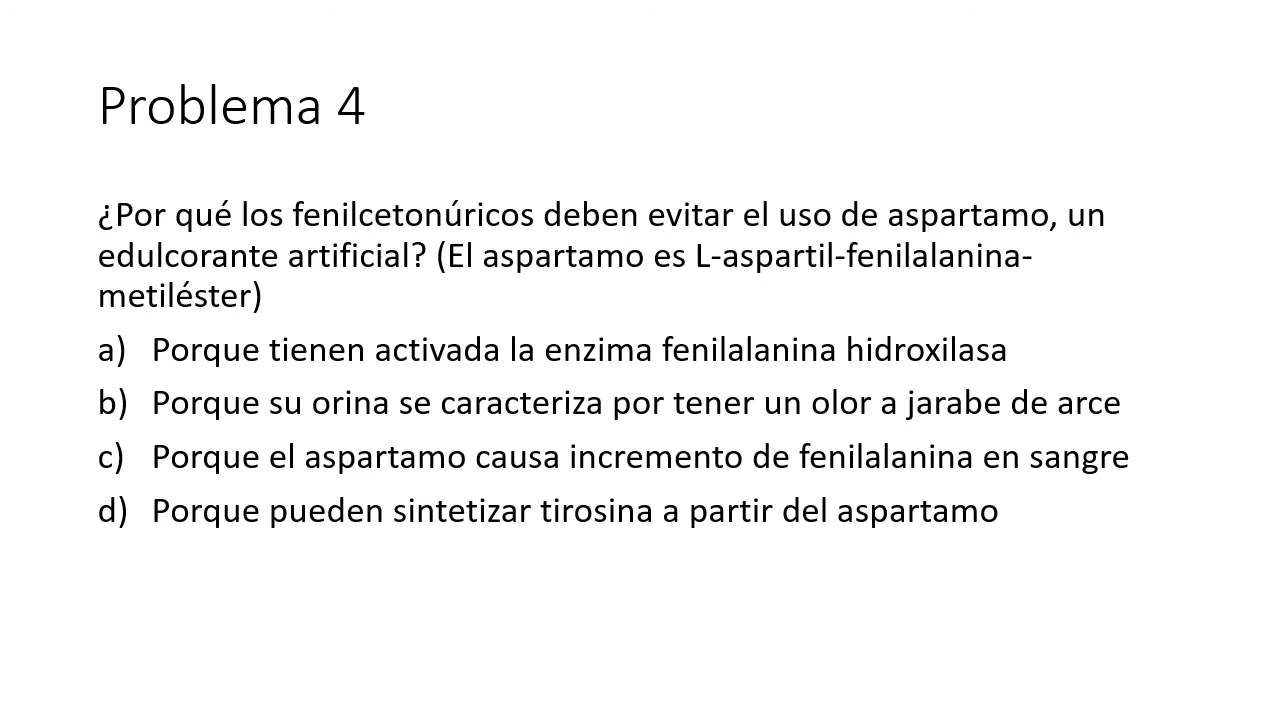 Problema 4
¿Por qué los fenilcetonúricos deben evitar el uso de aspartamo, un
edulcorante artificial? (El aspartamo es L-aspartil-fenilalanina-
metiléster)
a) Porque tienen activada la enzima fenilalanina hidroxilasa
b) Porque su orina se caracteriza por tener un olor a jarabe de arce
c) Porque el aspartamo causa incremento de fenilalanina en sangre
d) Porque pueden sintetizar tirosina a partir del aspartamo